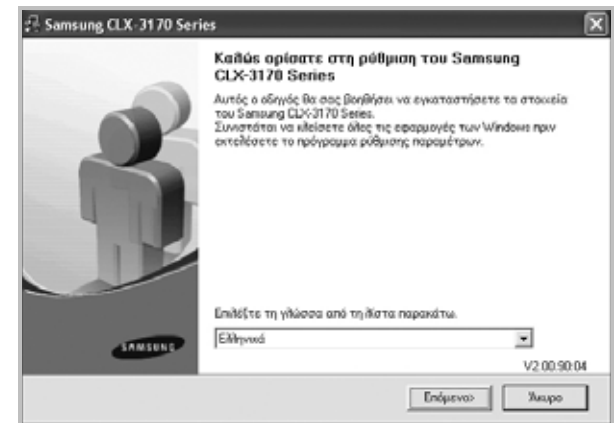 Samsung CLX-3170 Series
Καλώς ορίσατε στη ρύθμιση του Samsung
CLX-3170 Series
Αυτός ο οδηγός θα σας βοηθήσει να εγκαταστήσετε τα στοιχεία
του Samsung CLX-3170 Series.
Συνιστάται να κλείσετε όλες τις εφαρμογές των Windows πριν
εκτελέσετε το πρόγραμμα ρύθμισης παραμέτρων.
Επιλέξτε τη γλώσσα από τη λίστα παρακάτω.
Ελληνικά
SAMSUNG
V2.00.90:04
Επόμενο>
Άκυρο